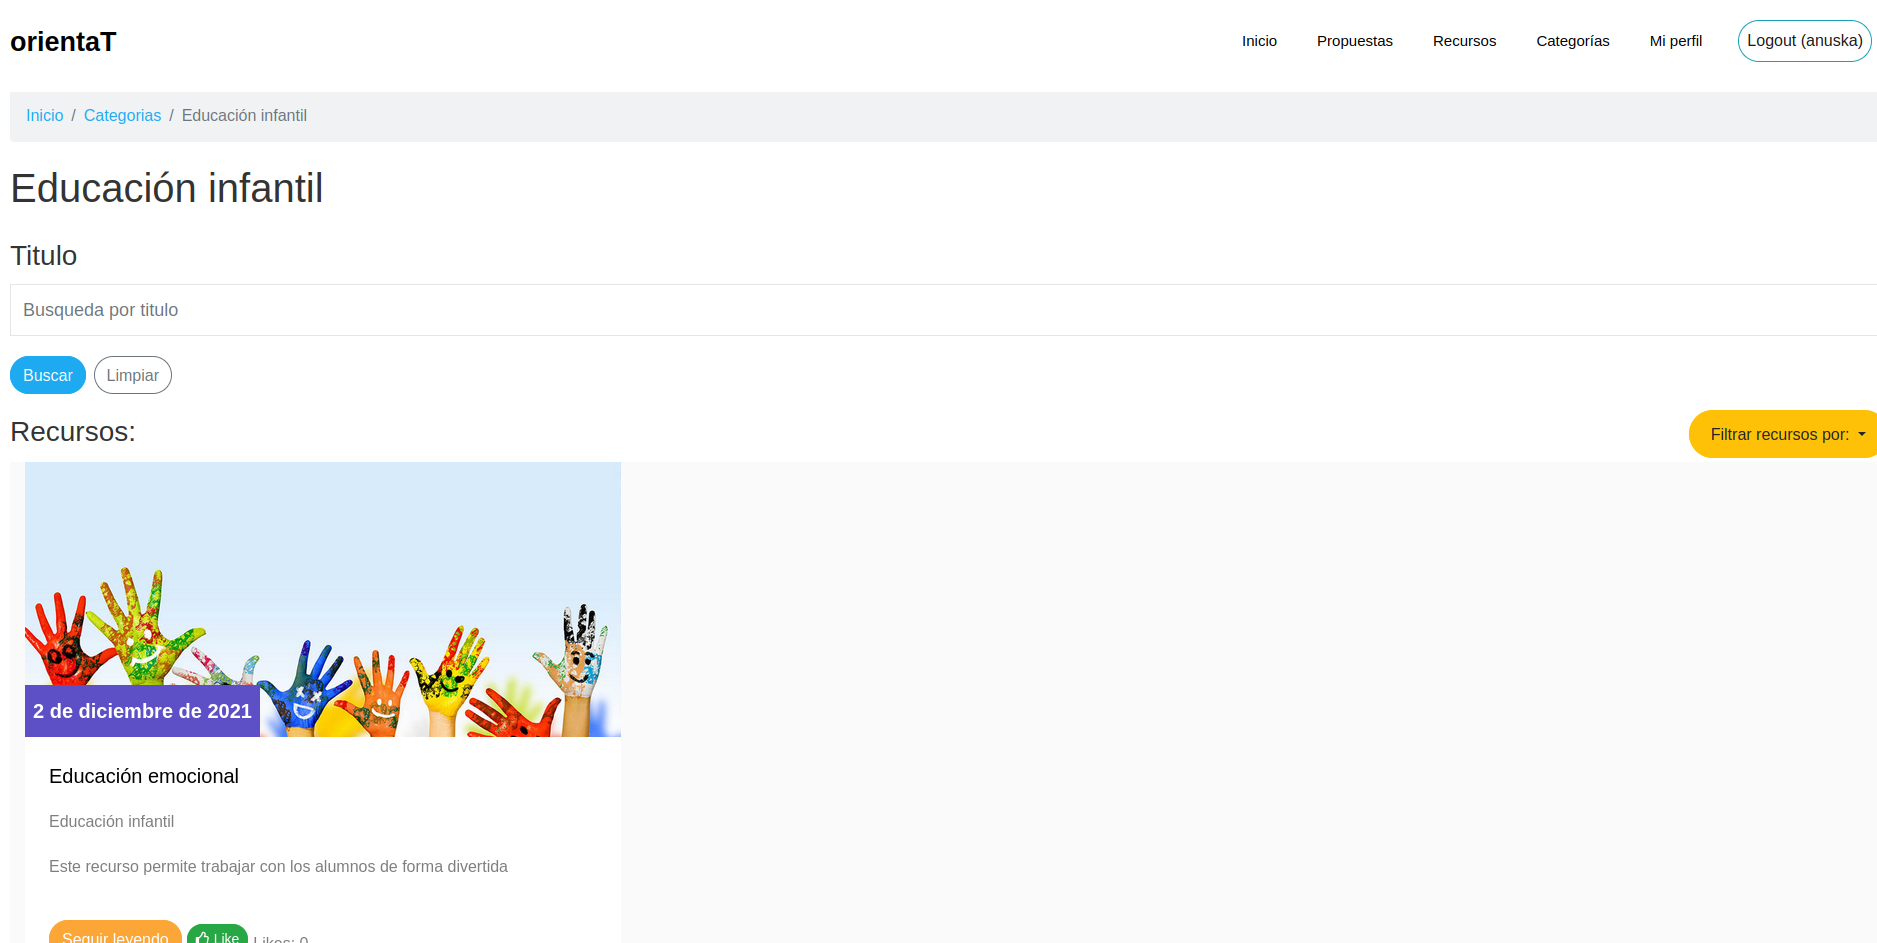 orientaT
Inicio Propuestas Recursos Categorías Mi perfil Logout (anuska)
Inicio / Categorias / Educación infantil
Educación infantil
Titulo
Busqueda por titulo
Buscar Limpiar
Recursos:
Filtrar recursos por:
2 de diciembre de 2021
Educación emocional
Educación infantil
Este recurso permite trabajar con los alumnos de forma divertida
Seguir leyendo Like Likes: 0